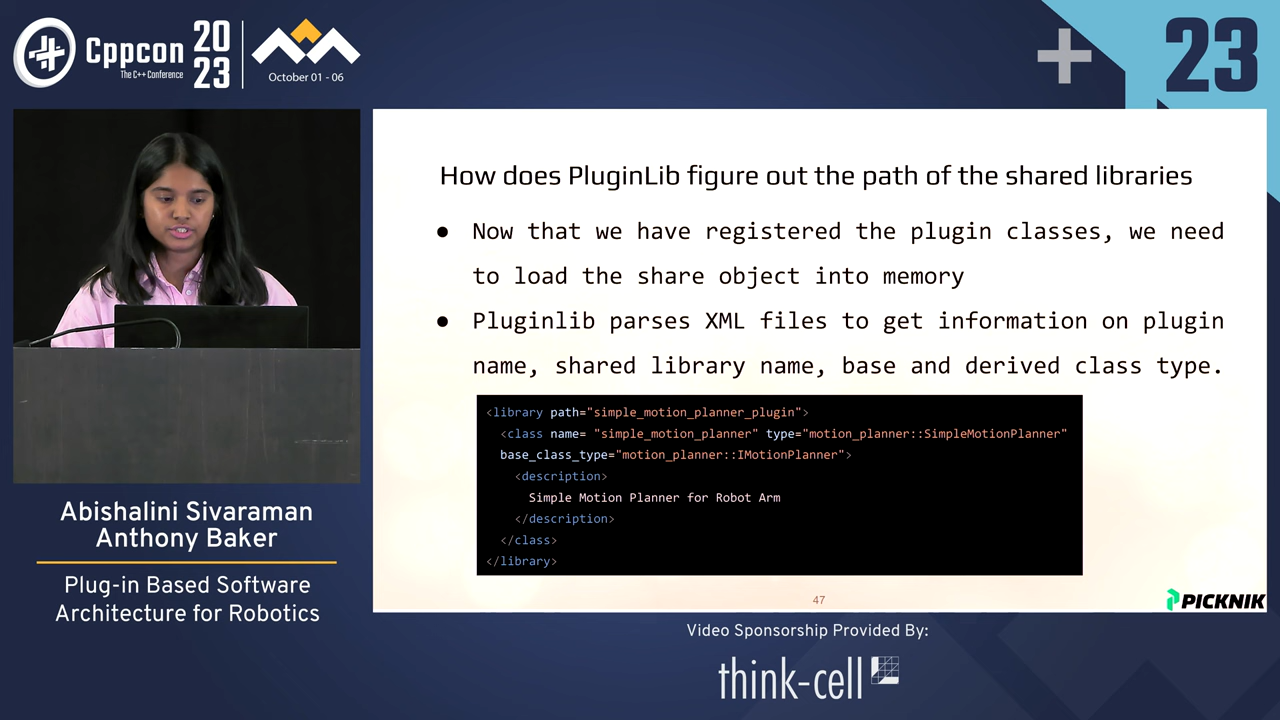 Cppcon
The C++ Conference
20
23
October 01 - 06
23
How does PluginLib figure out the path of the shared libraries
● Now that we have registered the plugin classes, we need
to load the share object into memory
● Pluginlib parses XML files to get information on plugin
name, shared library name, base and derived class type.
<library path="simple_motion_planner_plugin">
<class name= "simple_motion_planner" type="motion_planner::SimpleMotionPlanner"
base_class_type="motion_planner::IMotionPlanner">
<description>
Simple Motion Planner for Robot Arm
</description>
</class>
</library>
47
PICKNIK
Abishalini Sivaraman
Anthony Baker
Plug-in Based Software
Architecture for Robotics
Video Sponsorship Provided By:
think-cell